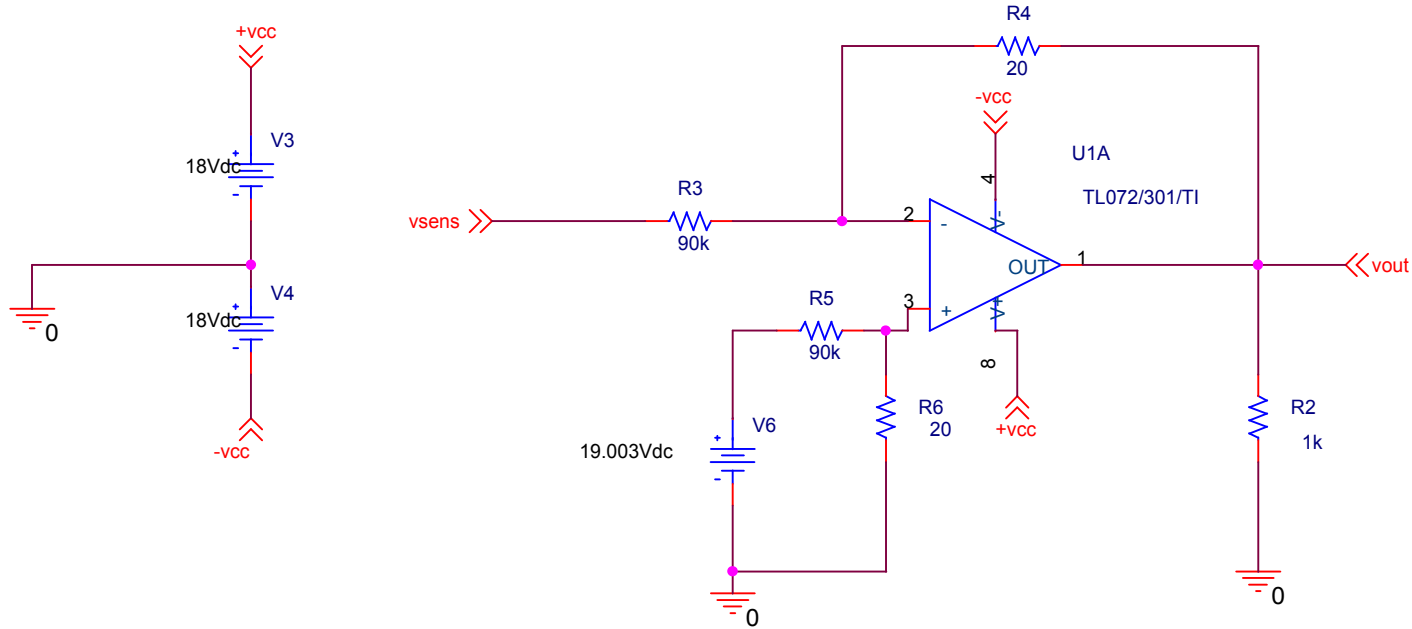 +vcc
V3
18Vdc
V4
18Vdc
0
-vcc
R4
20
-vcc
U1A
TL072/301/TI
4
V-
R3
90k
vsens
2
-
OUT
1
vout
R5
90k
3
+
V+
8
+vcc
V6
19.003Vdc
R6
20
R2
1k
0
0